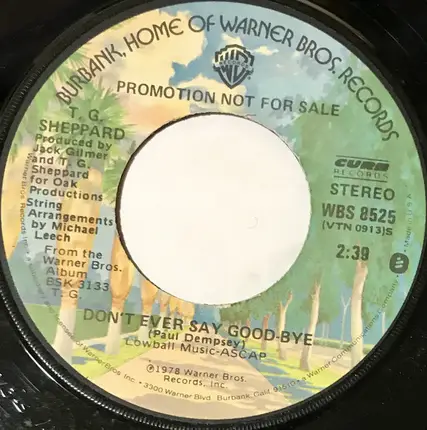 BURBANK, HOME OF WARNER BROS. RECORDS
PROMOTION NOT FOR SALE
T. G.
SHEPPARD
Produced by
Jack Gilmer
and T. G.
Sheppard
for Oak
Productions
String
Arrangements
by Michael
Leech
From the
Warner Bros.
Album
BSK 3133
T. G.
CURB
RECORDS
STEREO
WBS 8525
(VTN 0913)S
2:39
DON'T EVER SAY GOOD-BYE
(Paul Dempsey)
Lowball Music-ASCAP
℗1978 Warner Bros.
Records, Inc.
Made in U.S.A.
3300 Warner Blvd., Burbank, Calif.